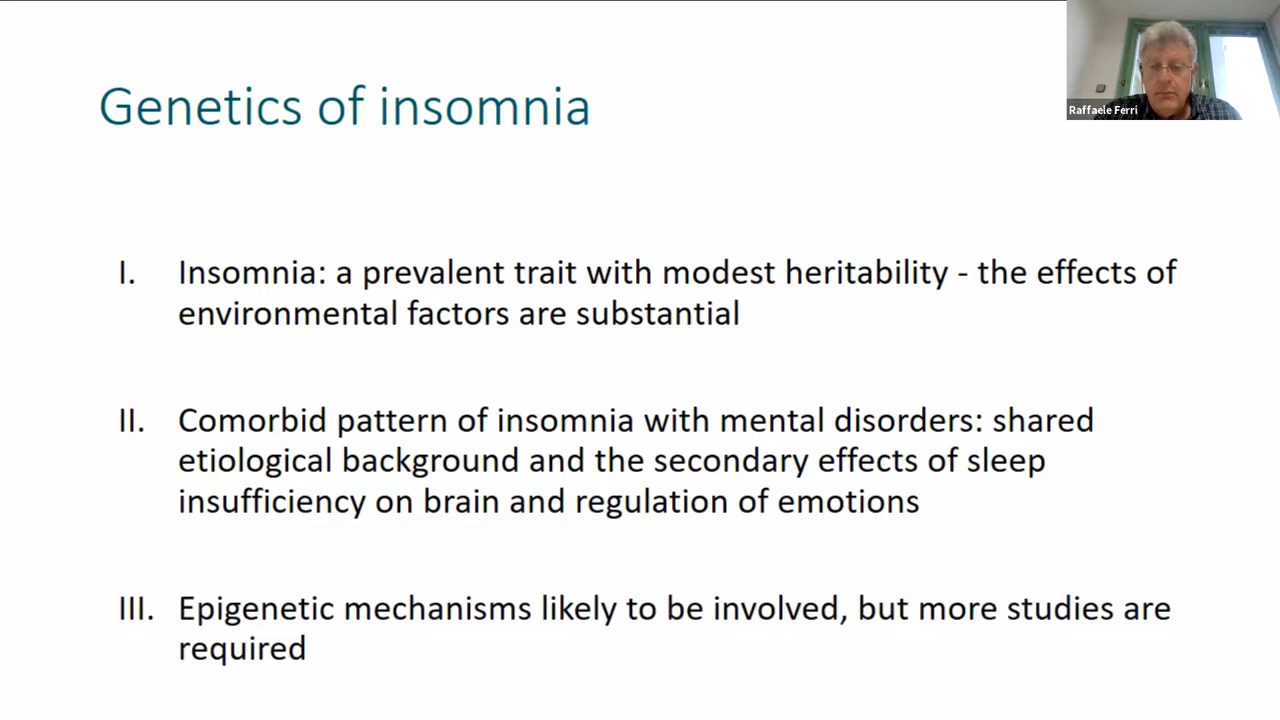 Genetics of insomnia
Raffaele Ferri
I. Insomnia: a prevalent trait with modest heritability - the effects of
environmental factors are substantial
II. Comorbid pattern of insomnia with mental disorders: shared
etiological background and the secondary effects of sleep
insufficiency on brain and regulation of emotions
III. Epigenetic mechanisms likely to be involved, but more studies are
required